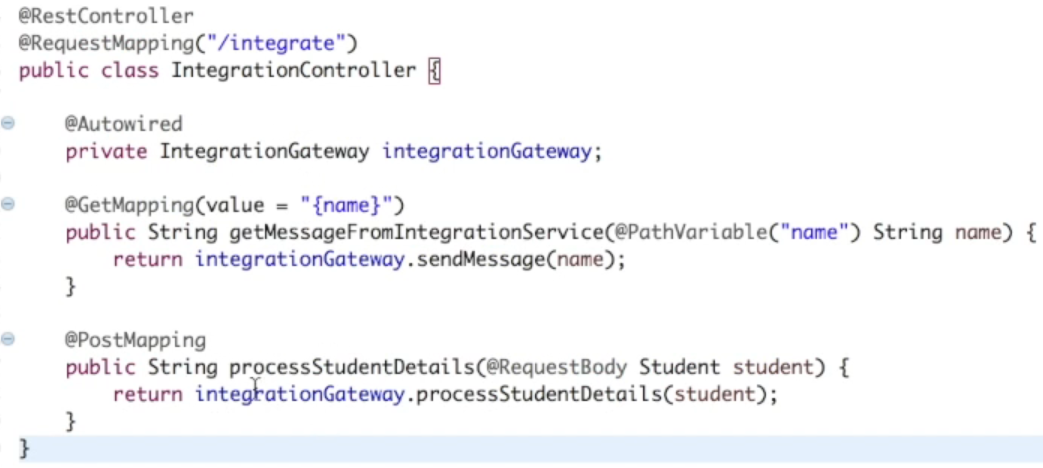 @RestController
@RequestMapping("/integrate")
public class IntegrationController {
@Autowired
private IntegrationGateway integrationGateway;
@GetMapping(value = "{name}")
public String getMessageFromIntegrationService(@PathVariable("name") String name) {
return integrationGateway.sendMessage(name);
}
@PostMapping
public String processStudentDetails(@RequestBody Student student) {
return integrationGateway.processStudentDetails(student);
}
}